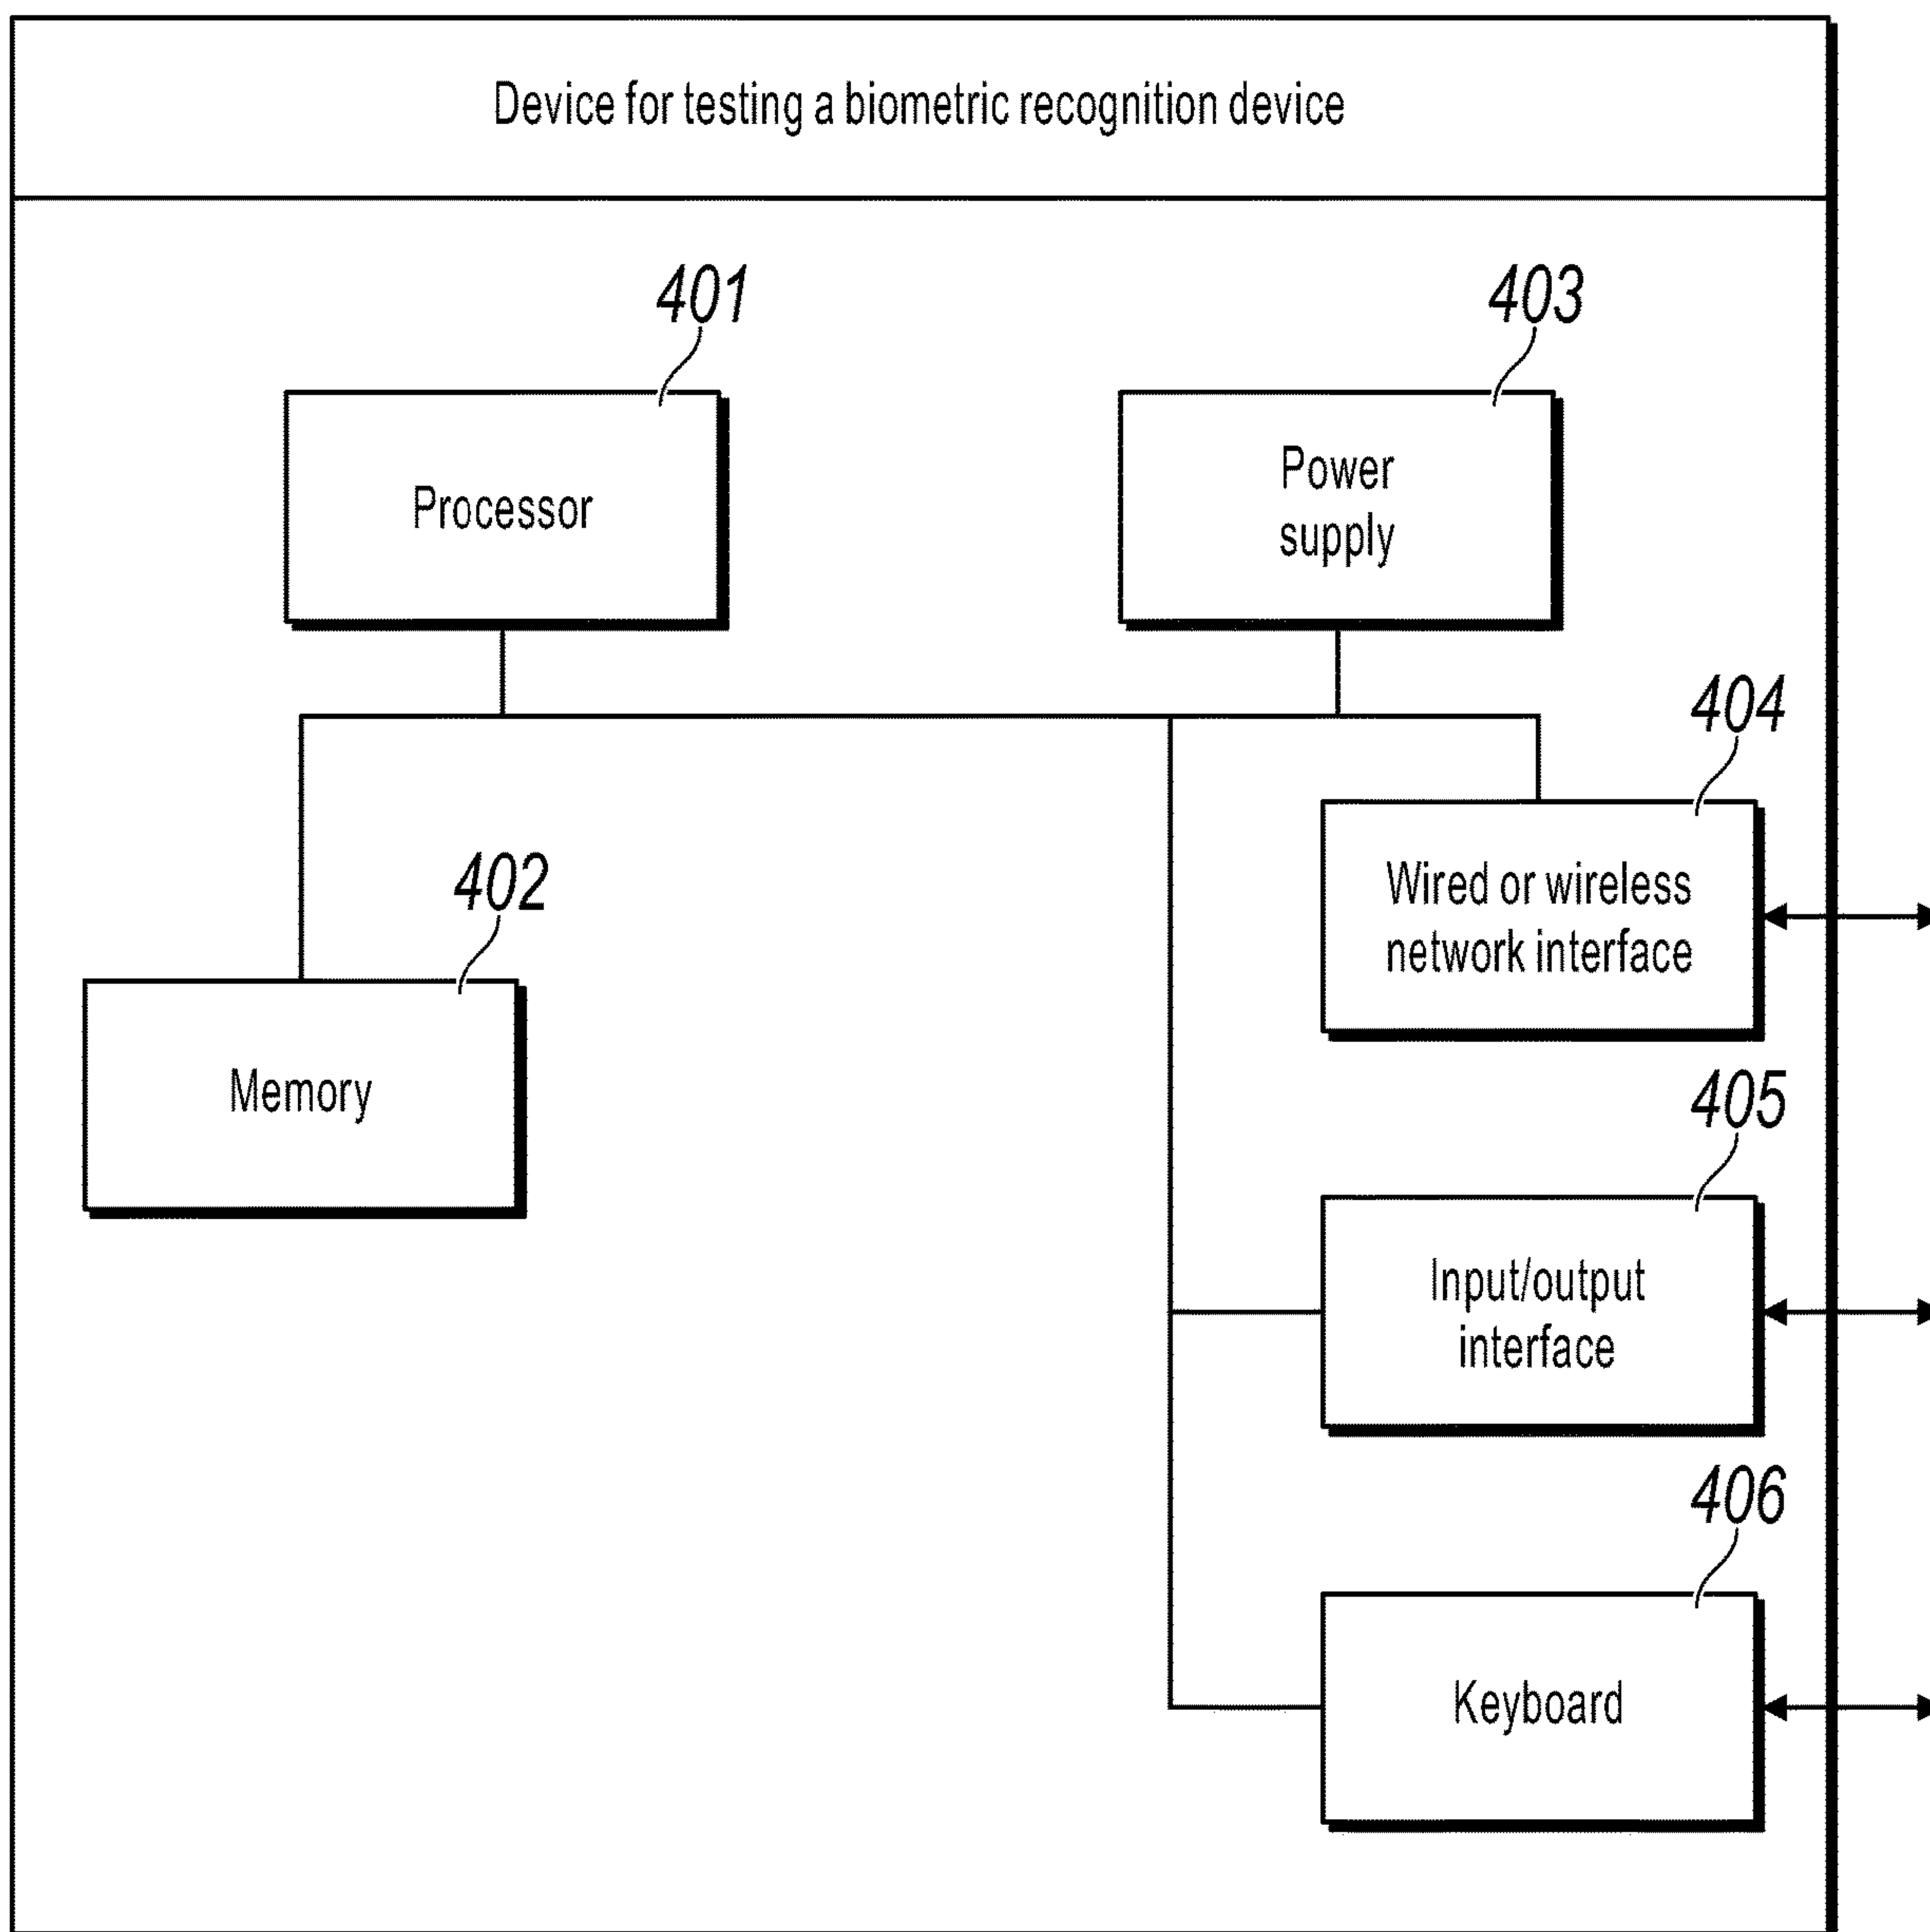 Device for testing a biometric recognition device
401
403
Processor
Power
supply
404
402
Wired or wireless
network interface
Memory
405
Input/output
interface
406
Keyboard